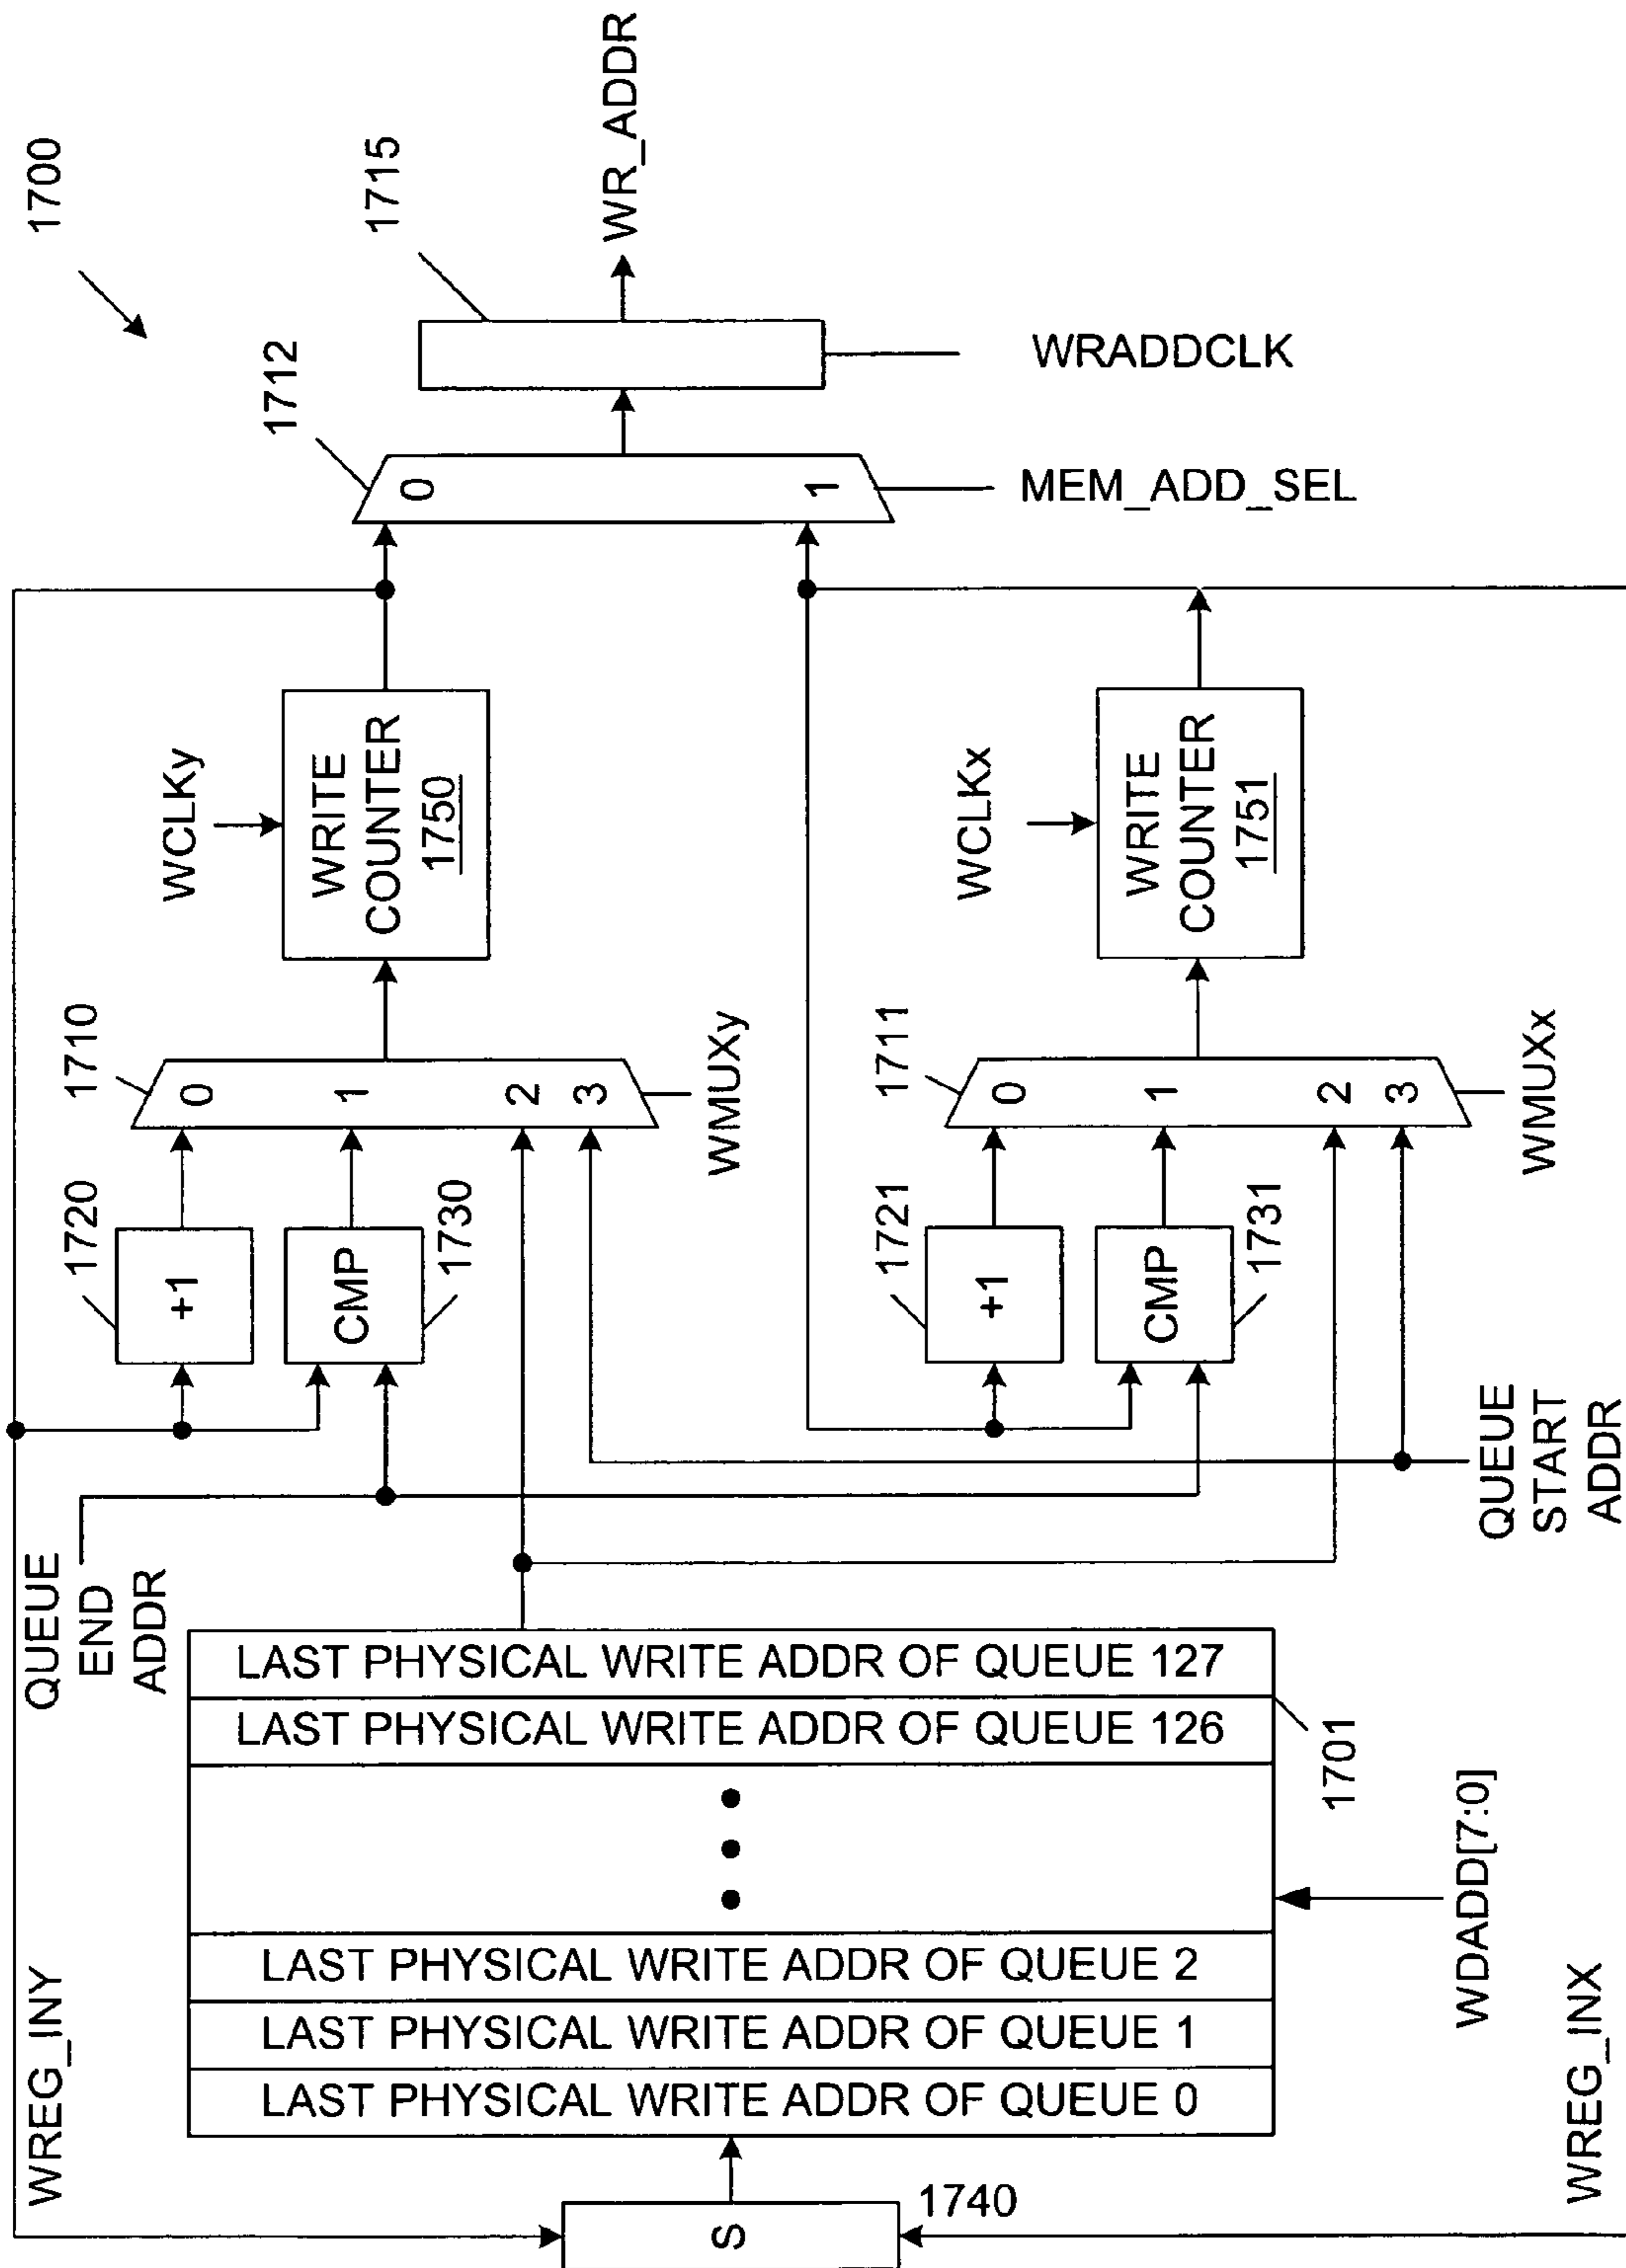 1700
WREG_INY
QUEUE
END
ADDR
1720
+1
CMP
1730
1710
0
1
2
3
WMUXy
WCLKy
WRITE
COUNTER
1750
1712
0
1
MEM_ADD_SEL
1715
WRADDCLK
WR_ADDR
LAST PHYSICAL WRITE ADDR OF QUEUE 127
LAST PHYSICAL WRITE ADDR OF QUEUE 126
LAST PHYSICAL WRITE ADDR OF QUEUE 2
LAST PHYSICAL WRITE ADDR OF QUEUE 1
LAST PHYSICAL WRITE ADDR OF QUEUE 0
1701
WDADD[7:0]
S
1740
WREG_INX
QUEUE
START
ADDR
1721
+1
CMP
1731
1711
0
1
2
3
WMUXx
WCLKx
WRITE
COUNTER
1751